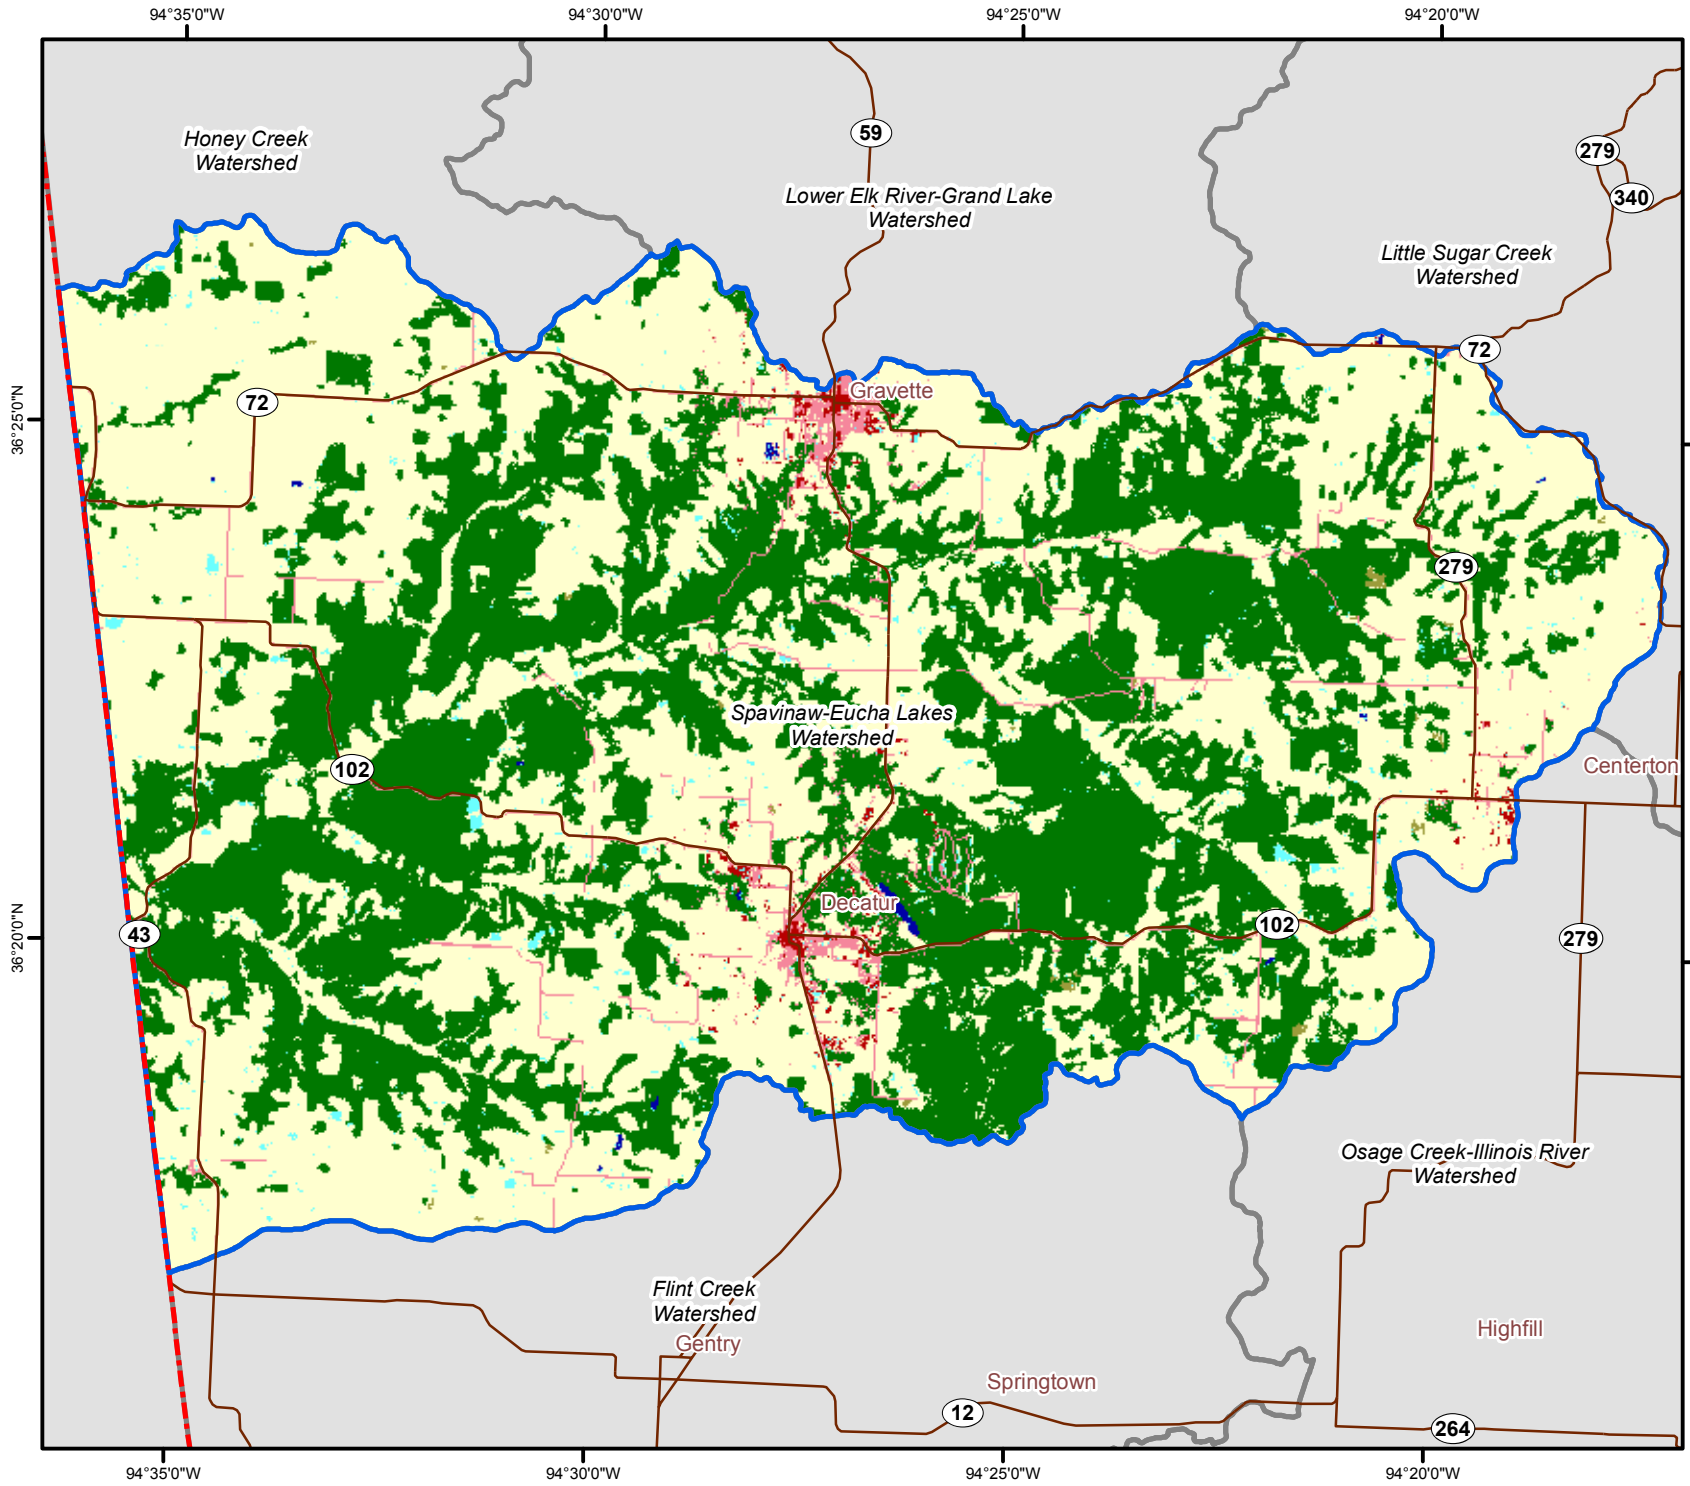 94°35'0"W
94°30'0"W
94°25'0"W
94°20'0"W
Honey Creek
Watershed
59
279
340
Lower Elk River-Grand Lake
Watershed
Little Sugar Creek
Watershed
72
72
Gravette
36°25'0"N
279
Spavinaw-Eucha Lakes
Watershed
102
Centerton
Decatur
102
43
279
36°20'0"N
Osage Creek-Illinois River
Watershed
Flint Creek
Watershed
Gentry
Highfill
Springtown
12
264
94°35'0"W
94°30'0"W
94°25'0"W
94°20'0"W